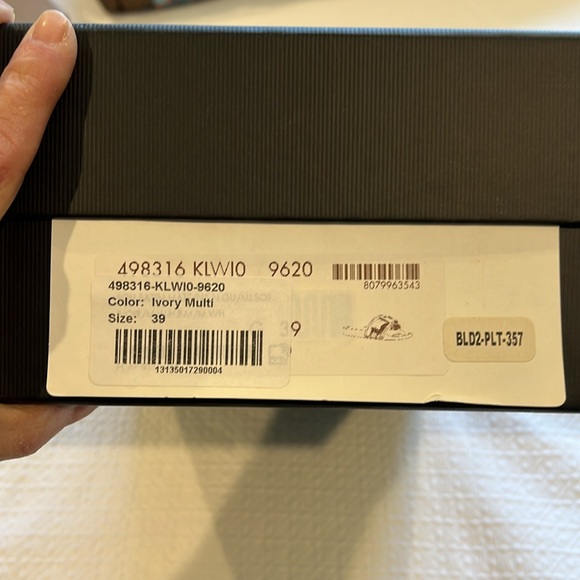 498316 KLWI0 9620
8079963543
498316-KLWI0-9620
Color: Ivory Multi
Size: 39
39
BLD2-PLT-357
13135017290004